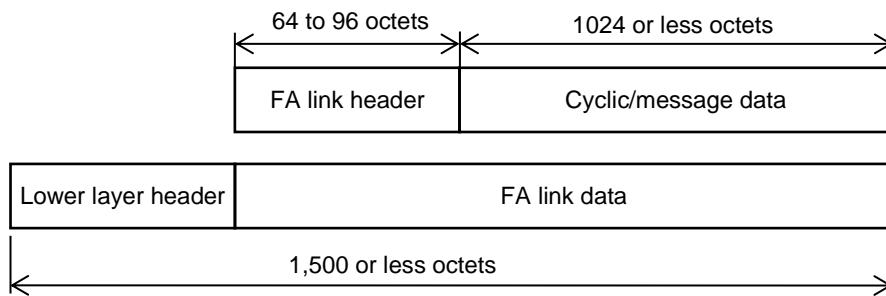 64 to 96 octets
1024 or less octets
FA link header
Cyclic/message data
Lower layer header
FA link data
1,500 or less octets